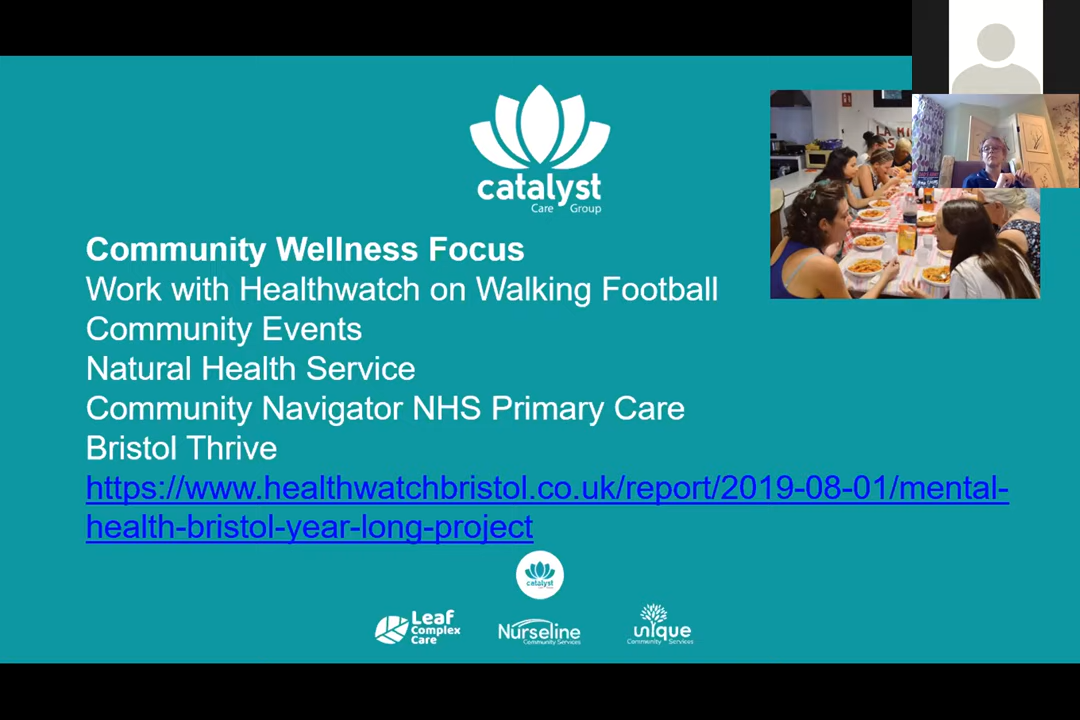 catalyst
Care Group
Community Wellness Focus
Work with Healthwatch on Walking Football
Community Events
Natural Health Service
Community Navigator NHS Primary Care
Bristol Thrive
https://www.healthwatchbristol.co.uk/report/2019-08-01/mental-
health-bristol-year-long-project
catalyst
Leaf
Complex
Care
Nurseline
Community Services
unique
Community Services